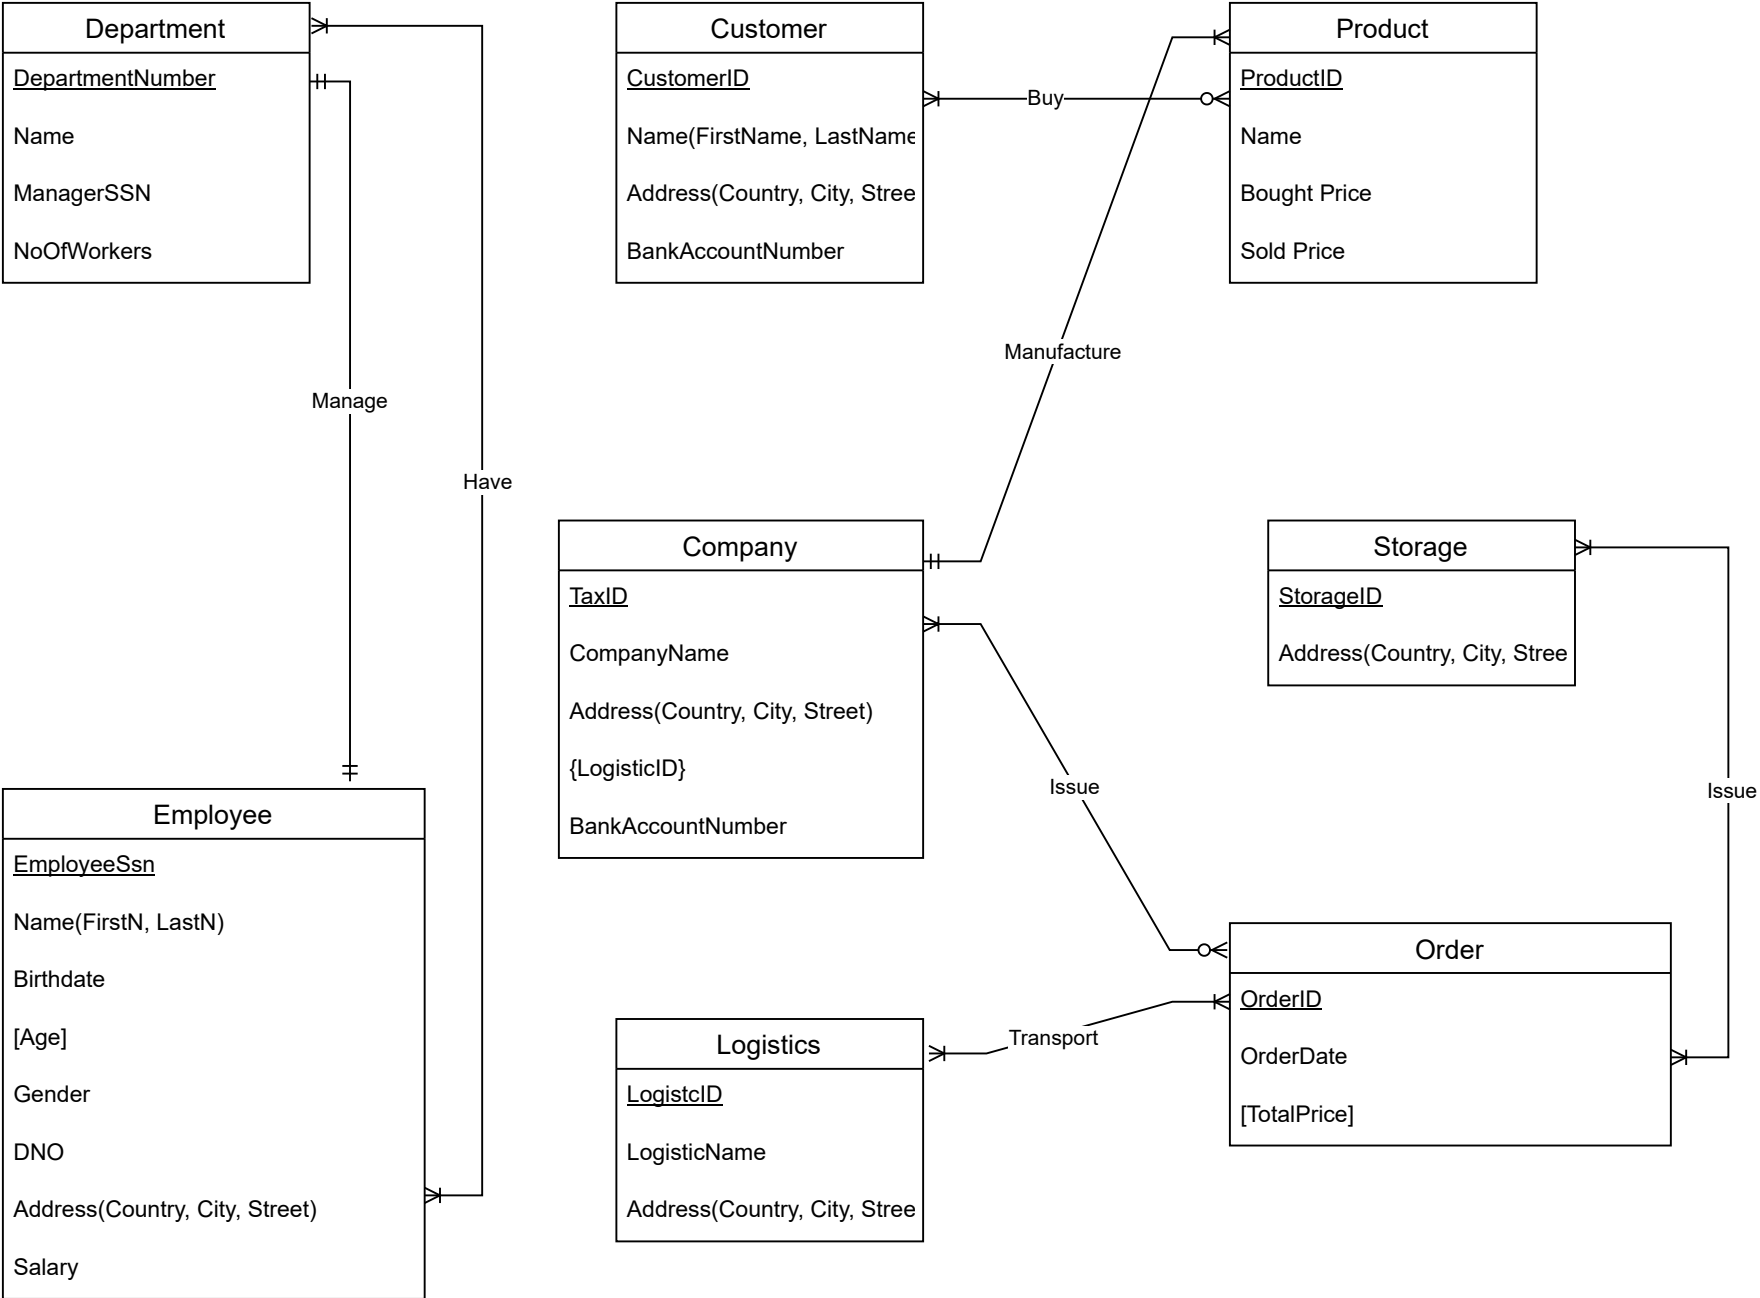 Department
DepartmentNumber
Name
ManagerSSN
NoOfWorkers
Customer
CustomerID
Name(FirstName, LastName
Address(Country, City, Stree
BankAccountNumber
Product
ProductID
Name
Bought Price
Sold Price
Buy
Manufacture
Manage
Have
Company
TaxID
CompanyName
Address(Country, City, Street)
{LogisticID}
BankAccountNumber
Storage
StorageID
Address(Country, City, Stree
Issue
Issue
Employee
EmployeeSsn
Name(FirstN, LastN)
Birthdate
[Age]
Gender
DNO
Address(Country, City, Street)
Salary
Order
OrderID
OrderDate
[TotalPrice]
Transport
Logistics
LogistcID
LogisticName
Address(Country, City, Stree